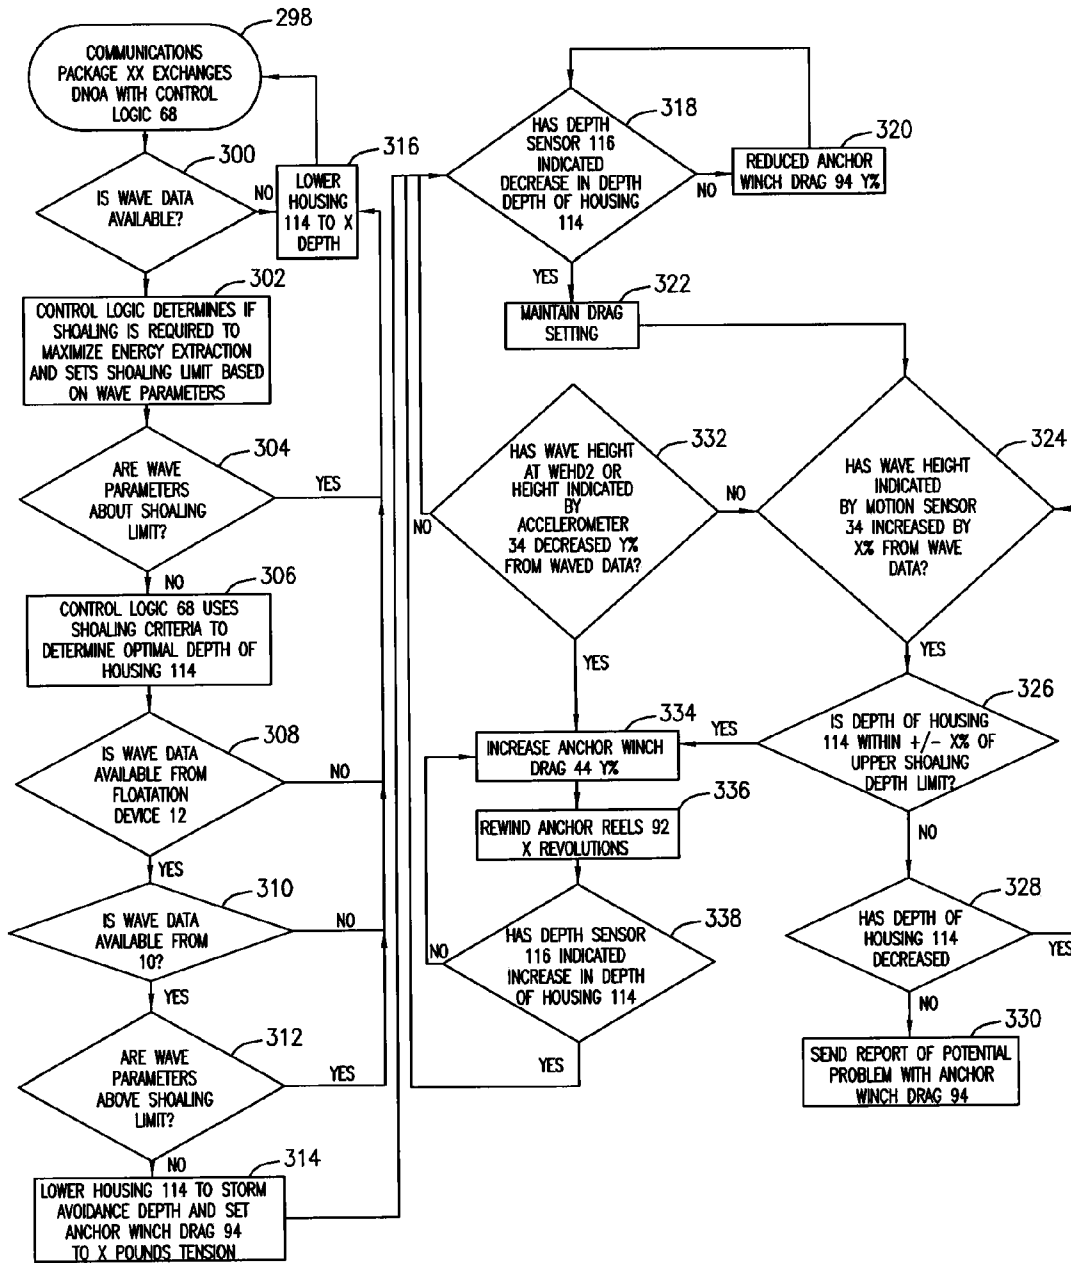 298
COMMUNICATIONS
PACKAGE XX EXCHANGES
DNOA WITH CONTROL
LOGIC 68
300
IS WAVE DATA
AVAILABLE?
NO
316
LOWER
HOUSING
114 TO X
DEPTH
302
CONTROL LOGIC DETERMINES IF
SHOALING IS REQUIRED TO
MAXIMIZE ENERGY EXTRACTION
AND SETS SHOALING LIMIT BASED
ON WAVE PARAMETERS
304
ARE WAVE
PARAMETERS
ABOUT SHOALING
LIMIT?
YES
NO
306
CONTROL LOGIC 68 USES
SHOALING CRITERIA TO
DETERMINE OPTIMAL DEPTH OF
HOUSING 114
308
IS WAVE DATA
AVAILABLE FROM
FLOATATION
DEVICE 12
NO
YES
310
IS WAVE DATA
AVAILABLE FROM
10?
NO
YES
312
ARE WAVE
PARAMETERS
ABOVE SHOALING
LIMIT?
YES
NO
314
LOWER HOUSING 114 TO STORM
AVOIDANCE DEPTH AND SET
ANCHOR WINCH DRAG 94
TO X POUNDS TENSION
318
HAS DEPTH
SENSOR 116
INDICATED
DECREASE IN DEPTH
DEPTH OF HOUSING
114
NO
320
REDUCED ANCHOR
WINCH DRAG 94 Y%
YES
322
MAINTAIN DRAG
SETTING
332
HAS WAVE HEIGHT
AT WEHD2 OR
HEIGHT INDICATED
BY
ACCELEROMETER
34 DECREASED Y%
FROM WAVED DATA?
NO
NO
YES
324
HAS WAVE HEIGHT
INDICATED
BY MOTION SENSOR
34 INCREASED BY
X% FROM WAVE
DATA?
YES
326
IS DEPTH OF HOUSING
114 WITHIN +/- X% OF
UPPER SHOALING
DEPTH LIMIT?
YES
NO
334
INCREASE ANCHOR WINCH
DRAG 44 Y%
336
REWIND ANCHOR REELS 92
X REVOLUTIONS
338
HAS DEPTH SENSOR
116 INDICATED
INCREASE IN DEPTH
OF HOUSING 114
NO
YES
328
HAS DEPTH OF
HOUSING 114
DECREASED
YES
NO
330
SEND REPORT OF POTENTIAL
PROBLEM WITH ANCHOR
WINCH DRAG 94